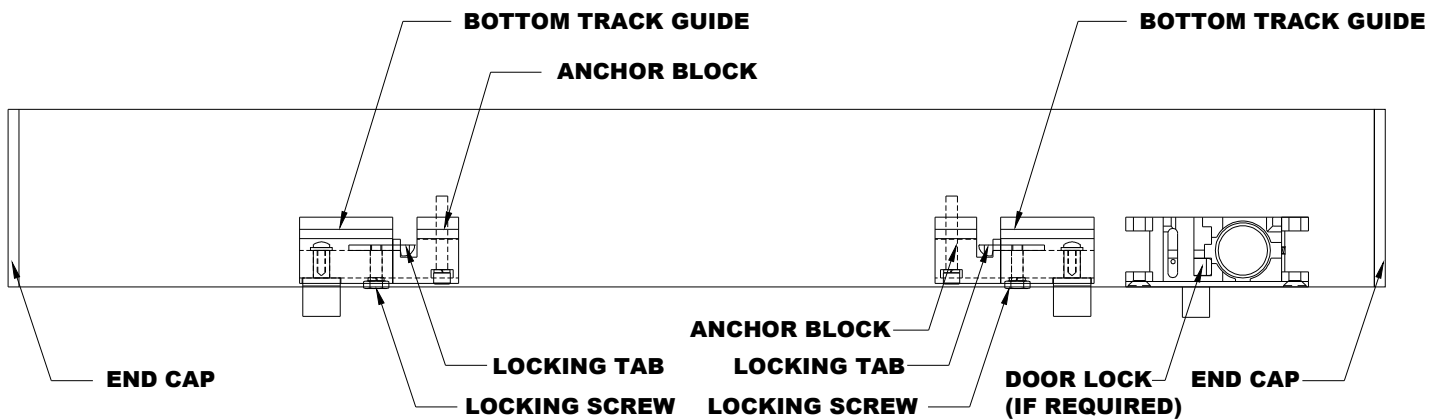 BOTTOM TRACK GUIDE
BOTTOM TRACK GUIDE
ANCHOR BLOCK
ANCHOR BLOCK
LOCKING TAB
LOCKING TAB
END CAP
DOOR LOCK
(IF REQUIRED)
END CAP
LOCKING SCREW
LOCKING SCREW